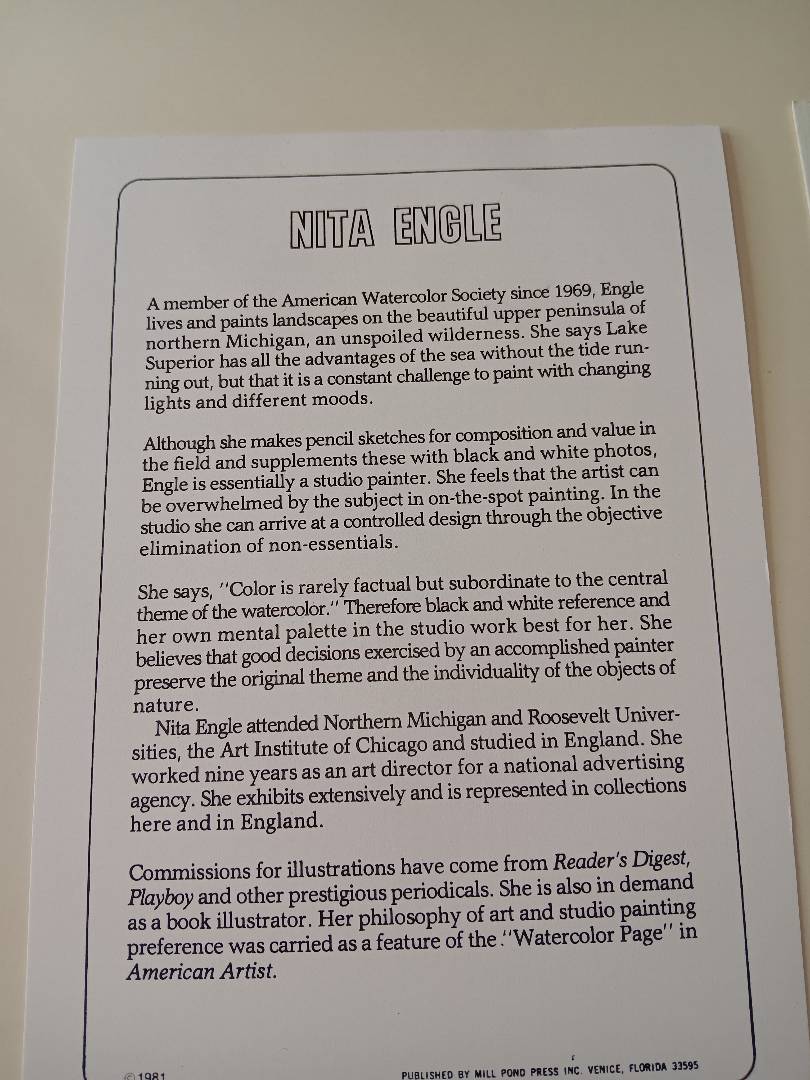 NITA ENGLE
A member of the American Watercolor Society since 1969, Engle
lives and paints landscapes on the beautiful upper peninsula of
northern Michigan, an unspoiled wilderness. She says Lake
Superior has all the advantages of the sea without the tide run-
ning out, but that it is a constant challenge to paint with changing
lights and different moods.
Although she makes pencil sketches for composition and value in
the field and supplements these with black and white photos,
Engle is essentially a studio painter. She feels that the artist can
be overwhelmed by the subject in on-the-spot painting. In the
studio she can arrive at a controlled design through the objective
elimination of non-essentials.
She says, "Color is rarely factual but subordinate to the central
theme of the watercolor." Therefore black and white reference and
her own mental palette in the studio work best for her. She
believes that good decisions exercised by an accomplished painter
preserve the original theme and the individuality of the objects of
nature.
Nita Engle attended Northern Michigan and Roosevelt Univer-
sities, the Art Institute of Chicago and studied in England. She
worked nine years as an art director for a national advertising
agency. She exhibits extensively and is represented in collections
here and in England.
Commissions for illustrations have come from Reader's Digest,
Playboy and other prestigious periodicals. She is also in demand
as a book illustrator. Her philosophy of art and studio painting
preference was carried as a feature of the "Watercolor Page" in
American Artist.
© 1981 PUBLISHED BY MILL POND PRESS INC. VENICE, FLORIDA 33595